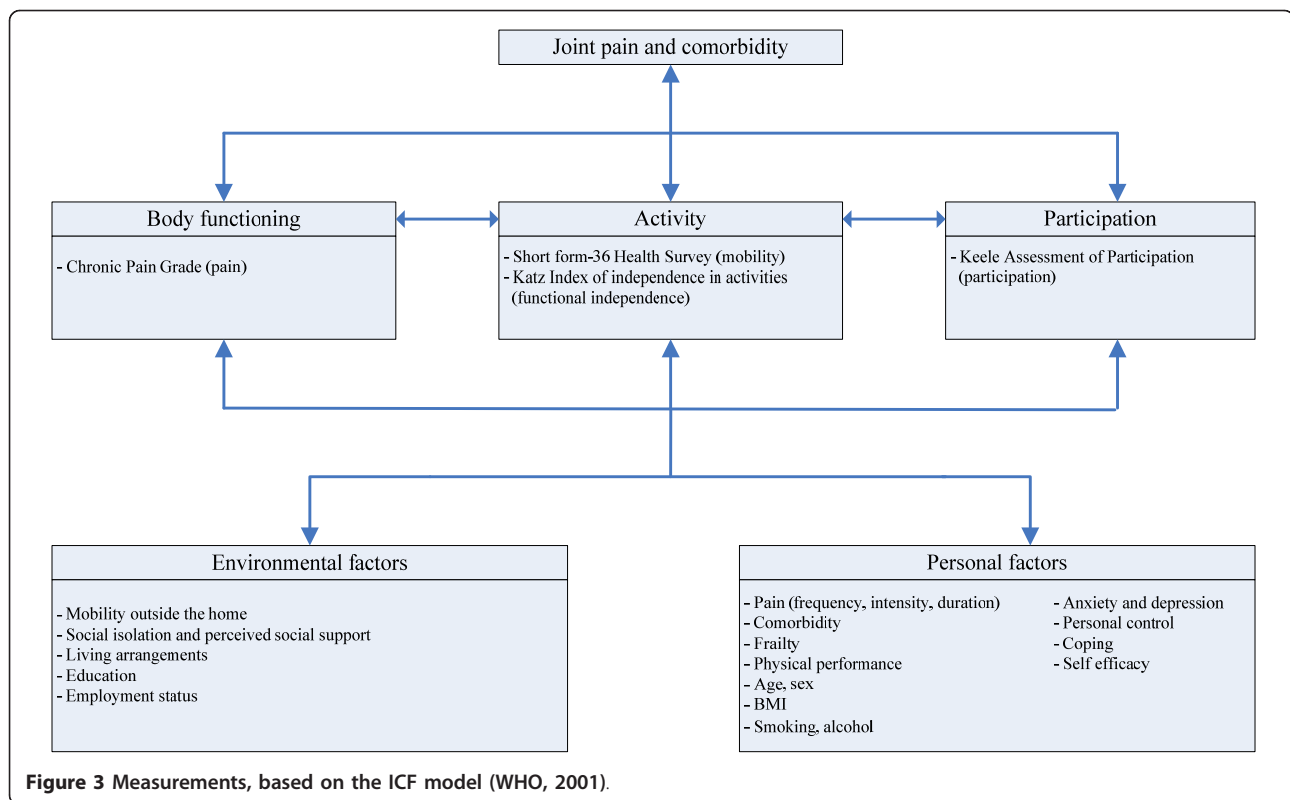 Joint pain and comorbidity
Body functioning
- Chronic Pain Grade (pain)
Activity
- Short form-36 Health Survey (mobility)
- Katz Index of independence in activities
(functional independence)
Participation
- Keele Assessment of Participation
(participation)
Environmental factors
- Mobility outside the home
- Social isolation and perceived social support
- Living arrangements
- Education
- Employment status
Personal factors
- Pain (frequency, intensity, duration)
- Comorbidity
- Frailty
- Physical performance
- Age, sex
- BMI
- Smoking, alcohol
- Anxiety and depression
- Personal control
- Coping
- Self efficacy
Figure 3 Measurements, based on the ICF model (WHO, 2001).